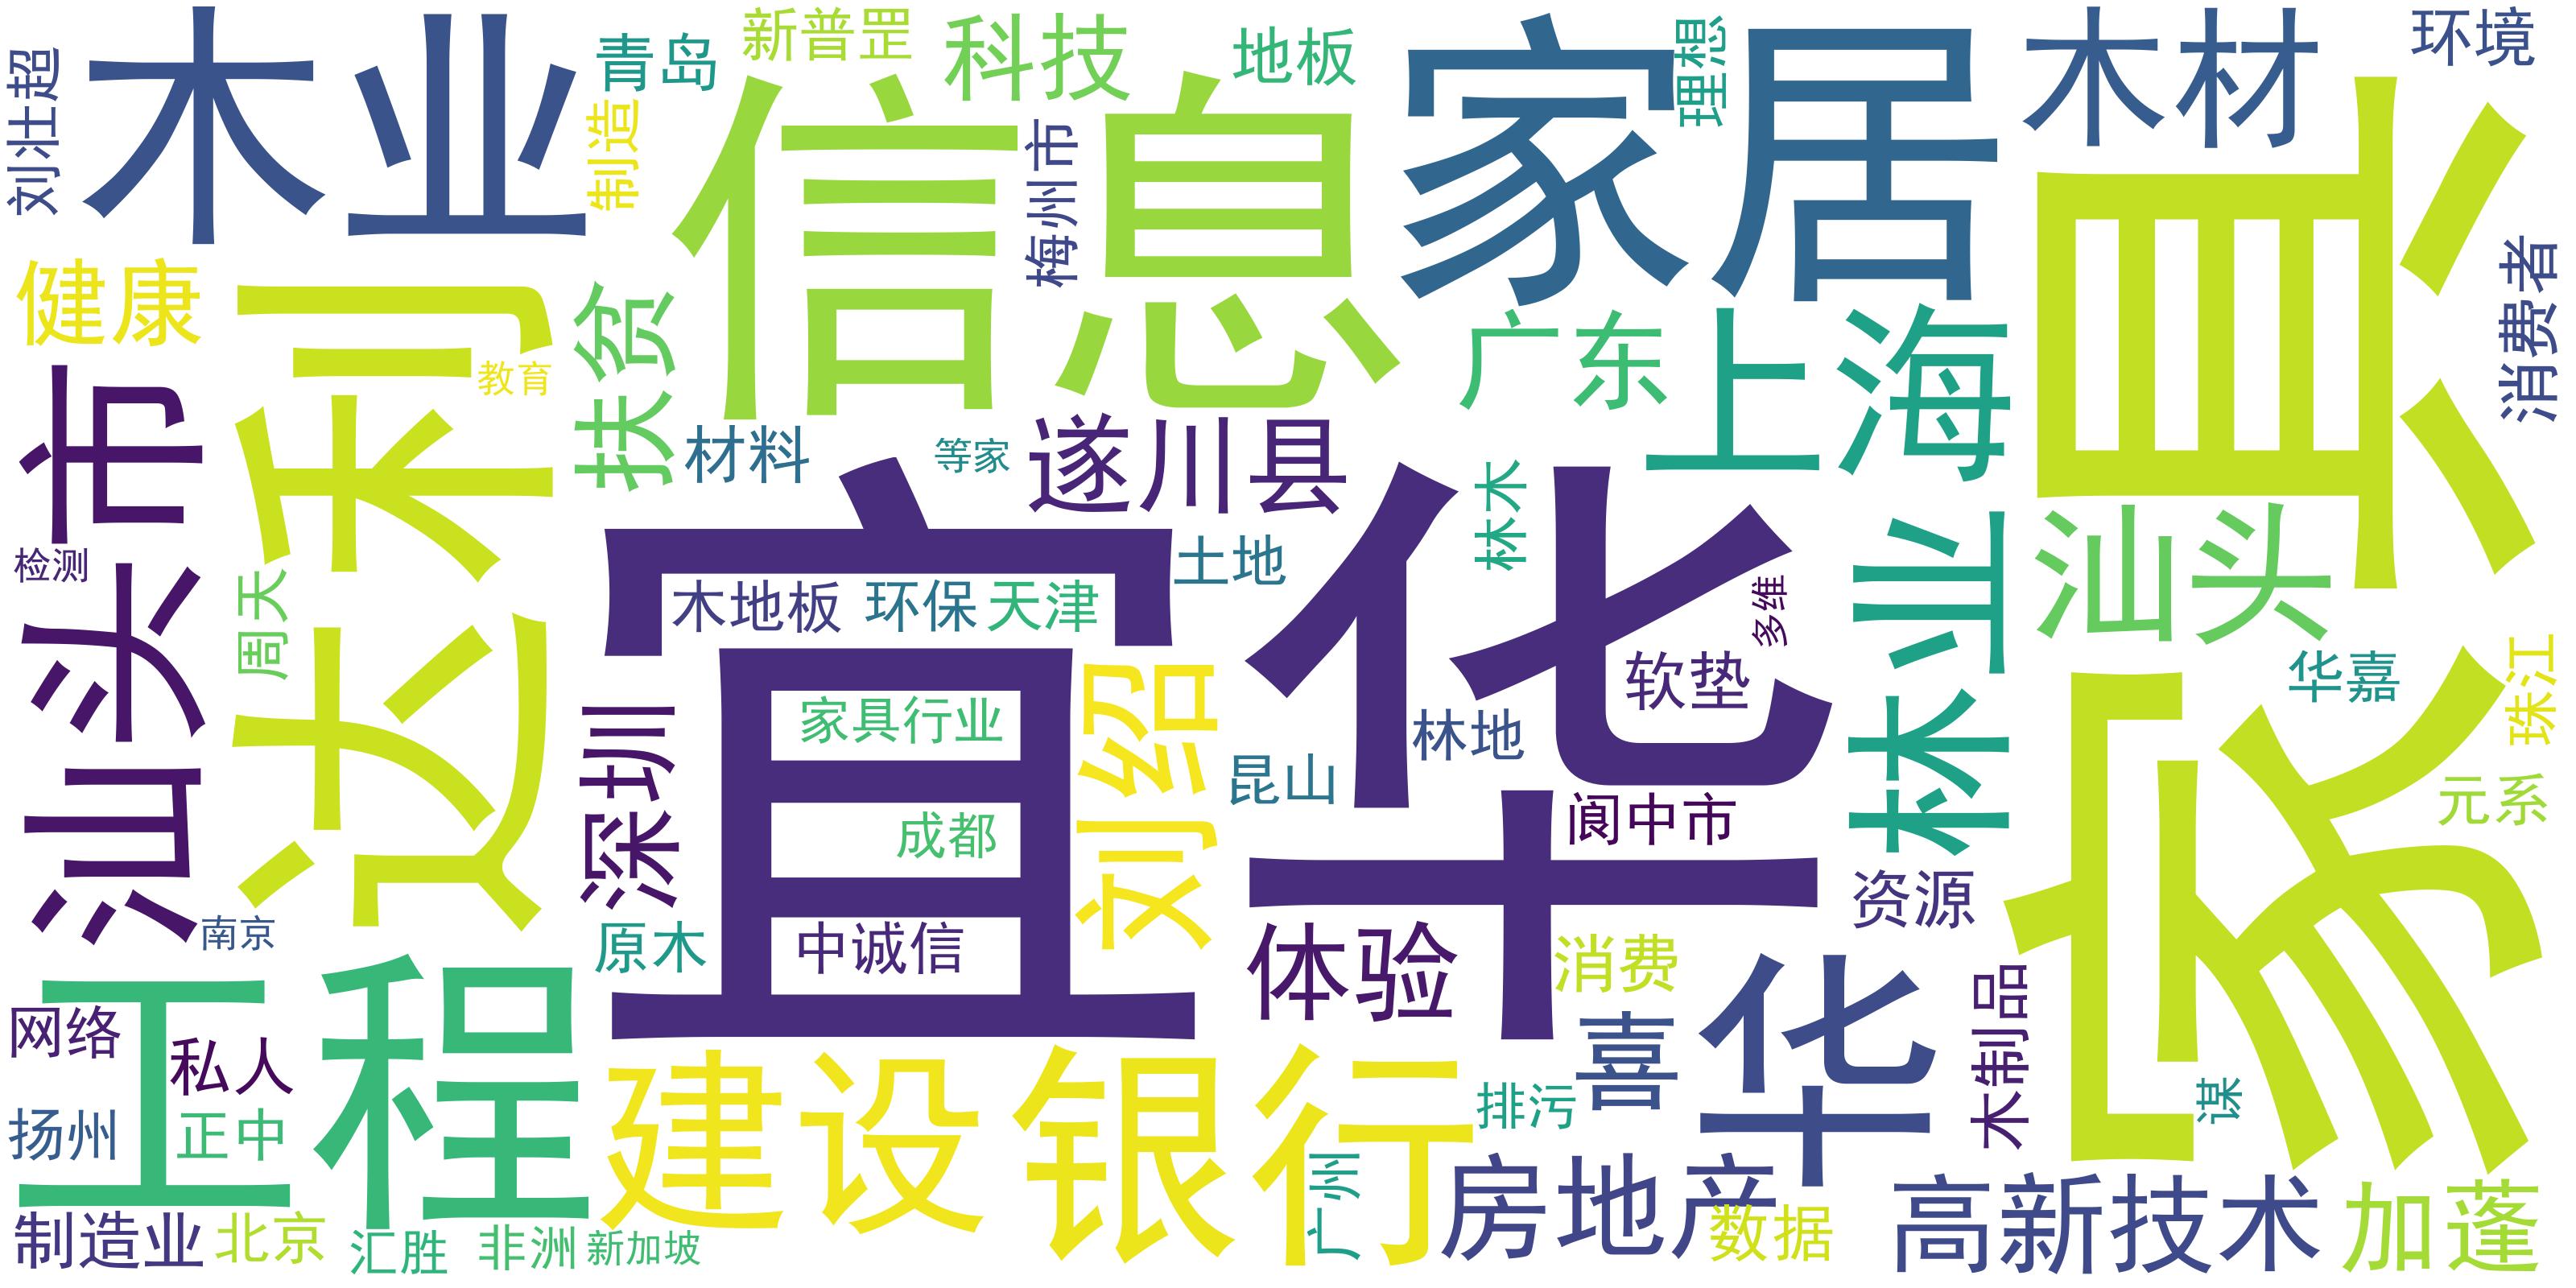 木业
刘壮超
青岛
新普罡
科技
地板
家居
理想
木材
环境
制造
信息
梅州市
家具
消费者
健康
达利
教育
扶贫
广东
上海
汕头市
材料
等家
遂川县
宜华
林木
林业
汕头
检测
周天
土地
木地板
环保
天津
多维
软垫
华嘉
珠江
深圳
家具行业
刘绍
林地
昆山
成都
阆中市
元系
资源
南京
原木
中诚信
体验
消费
工程
网络
私人
建设银行
喜
华
木制品
排污
谋
扬州
正中
广州
房地产
高新技术
加蓬
制造业
北京
汇胜
非洲
新加坡
数据